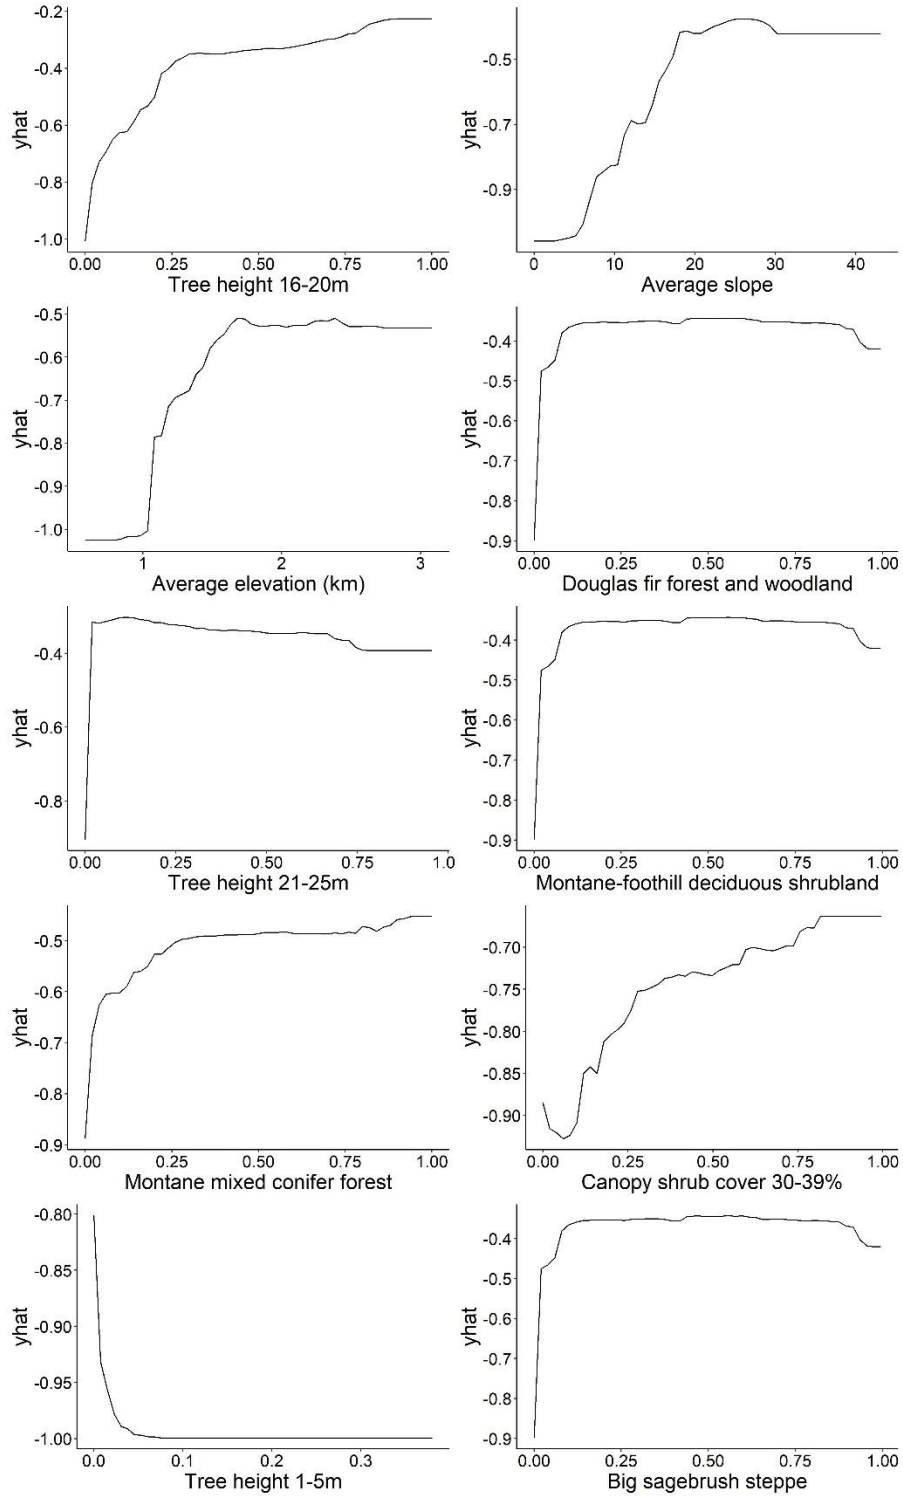 -0.2
-0.4
-0.6
-0.8
-1.0
yhat
0.00 0.25 0.50 0.75 1.00
Tree height 16-20m
-0.5
-0.7
-0.9
yhat
0 10 20 30 40
Average slope
-0.5
-0.6
-0.7
-0.8
-0.9
-1.0
yhat
1 2 3
Average elevation (km)
-0.4
-0.5
-0.6
-0.7
-0.8
-0.9
yhat
0.00 0.25 0.50 0.75 1.00
Douglas fir forest and woodland
-0.4
-0.6
-0.8
yhat
0.00 0.25 0.50 0.75 1.0
Tree height 21-25m
-0.4
-0.5
-0.6
-0.7
-0.8
-0.9
yhat
0.00 0.25 0.50 0.75 1.00
Montane-foothill deciduous shrubland
-0.5
-0.6
-0.7
-0.8
-0.9
yhat
0.00 0.25 0.50 0.75 1.00
Montane mixed conifer forest
-0.70
-0.75
-0.80
-0.85
-0.90
yhat
0.00 0.25 0.50 0.75 1.00
Canopy shrub cover 30-39%
-0.80
-0.85
-0.90
-0.95
-1.00
yhat
0.0 0.1 0.2 0.3
Tree height 1-5m
-0.4
-0.5
-0.6
-0.7
-0.8
-0.9
yhat
0.00 0.25 0.50 0.75 1.00
Big sagebrush steppe